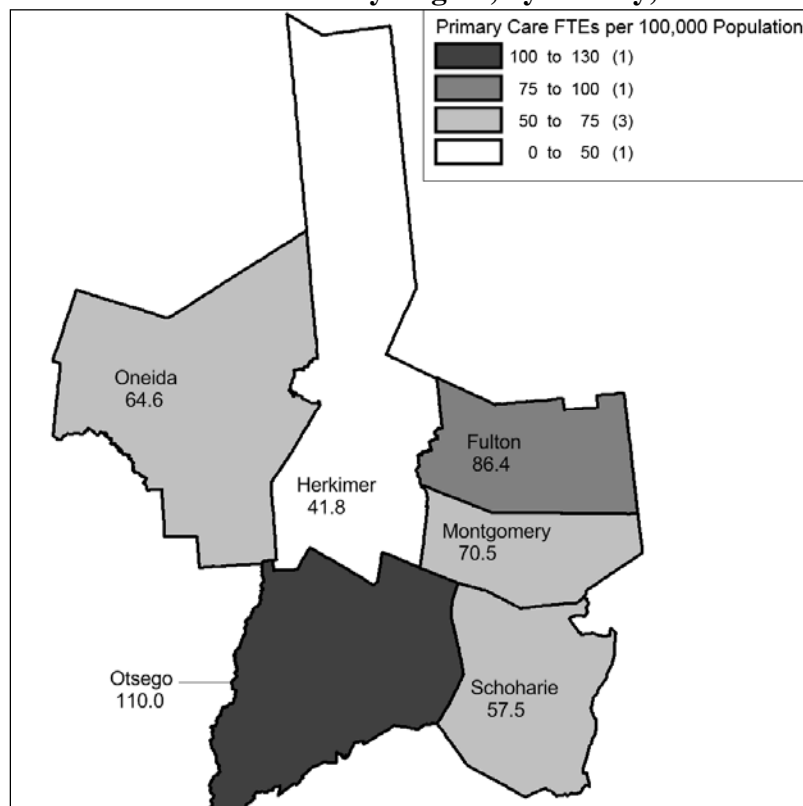 Primary Care FTEs per 100,000 Population
100 to 130 (1)
75 to 100 (1)
50 to 75 (3)
0 to 50 (1)
Oneida
64.6
Fulton
86.4
Herkimer
41.8
Montgomery
70.5
Otsego
110.0
Schoharie
57.5